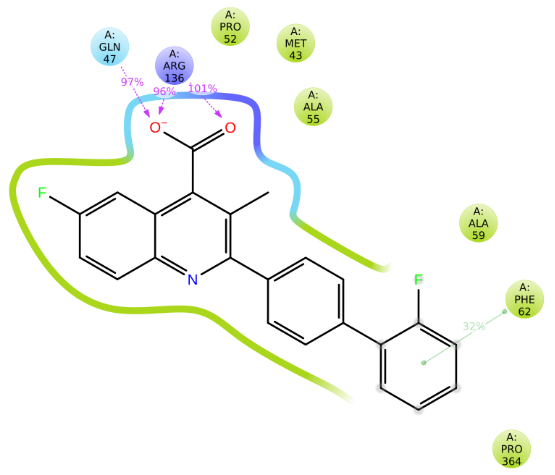 A:
PRO
52
A:
MET
43
A:
GLN
47
A:
ARG
136
97%
96%
101%
A:
ALA
55
O⁻
O
F
A:
ALA
59
N
F
A:
PHE
62
32%
A:
PRO
364